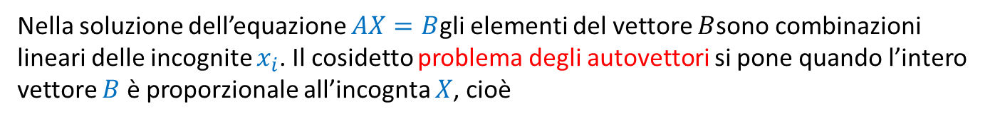 Nella soluzione dell’equazione AX = B gli elementi del vettore B sono combinazioni
lineari delle incognite xᵢ. Il cosidetto problema degli autovettori si pone quando l’intero
vettore B è proporzionale all’incognta X, cioè